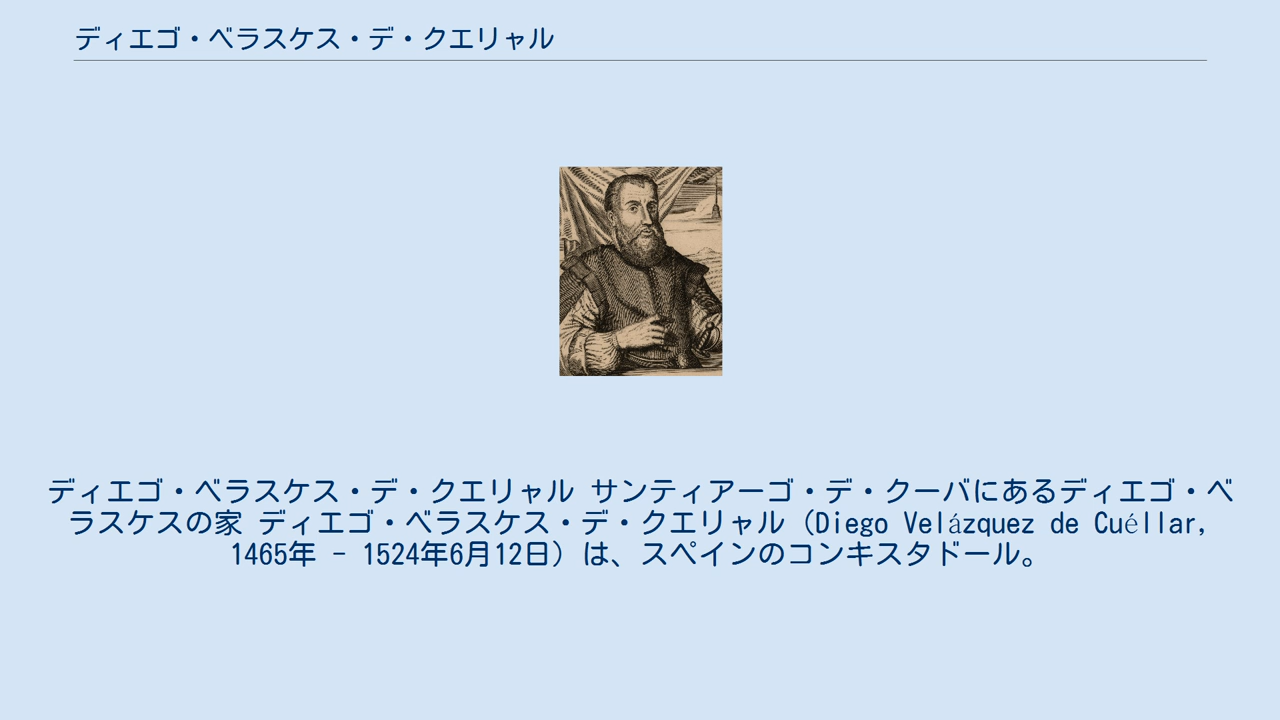 ディエゴ・ベラスケス・デ・クエリャル
ディエゴ・ベラスケス・デ・クエリャル サンティアーゴ・デ・クーバにあるディエゴ・ベ
ラスケスの家 ディエゴ・ベラスケス・デ・クエリャル（Diego Velázquez de Cuéllar,
1465年 - 1524年6月12日）は、スペインのコンキスタドール。